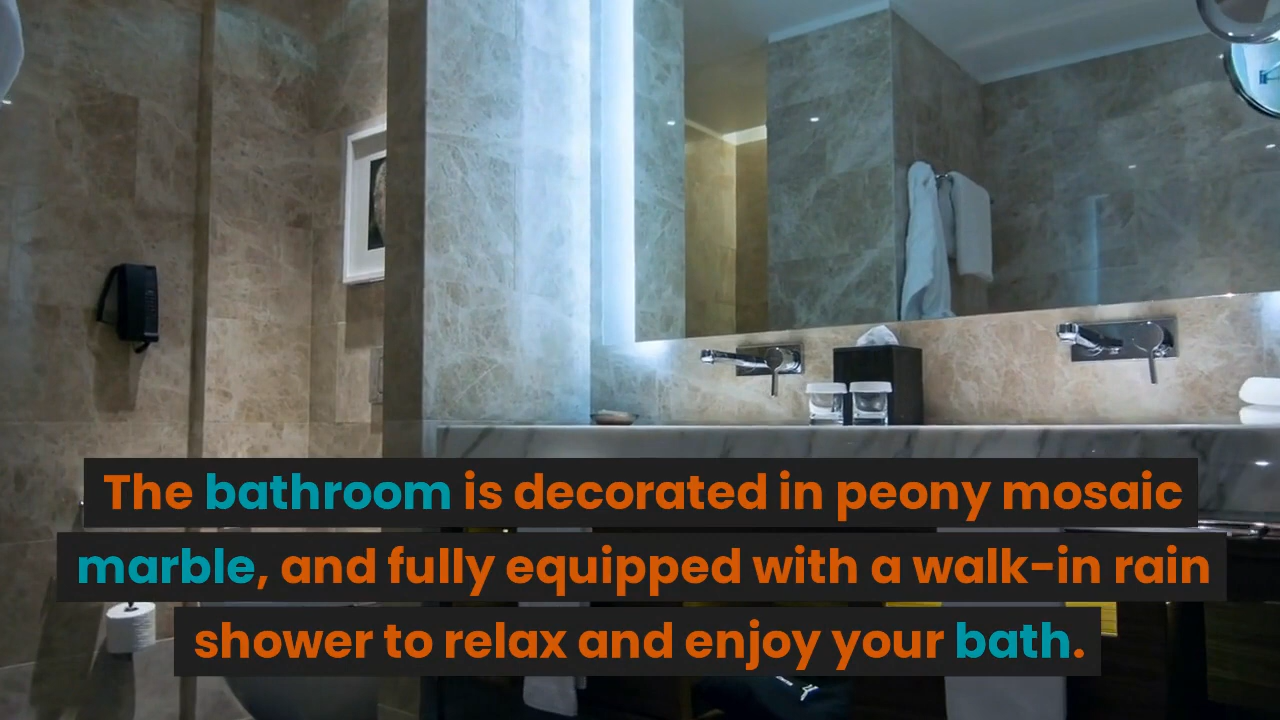 The bathroom is decorated in peony mosaic
marble, and fully equipped with a walk-in rain
shower to relax and enjoy your bath.